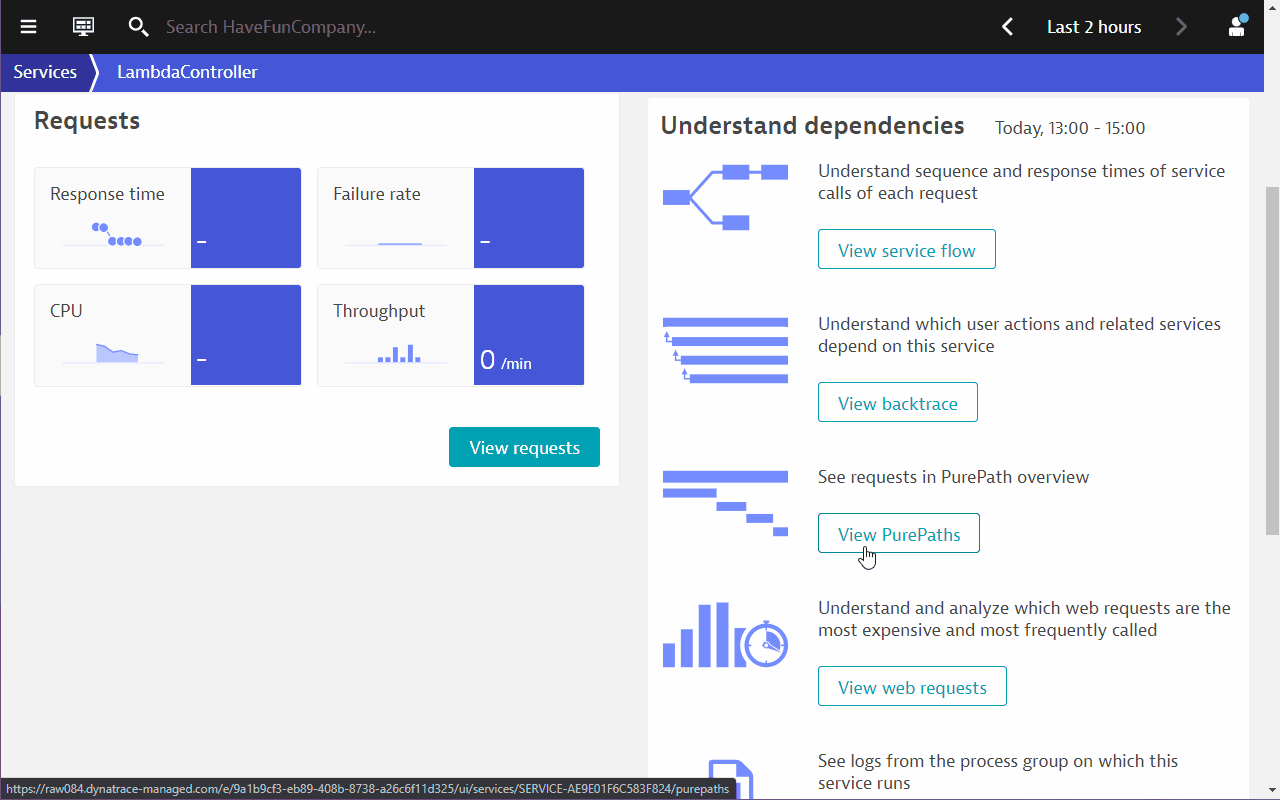 Search HaveFunCompany...
Last 2 hours
Services
LambdaController
Requests
Response time
-
Failure rate
-
CPU
-
Throughput
0 /min
View requests
Understand dependencies
Today, 13:00 - 15:00
Understand sequence and response times of service
calls of each request
View service flow
Understand which user actions and related services
depend on this service
View backtrace
See requests in PurePath overview
View PurePaths
Understand and analyze which web requests are the
most expensive and most frequently called
View web requests
See logs from the process group on which this
service runs
https://raw084.dynatrace-managed.com/e/9a1b9cf3-eb89-408b-8738-a26c6f11d325/ui/services/SERVICE-AE9E01F6C583F824/purepaths